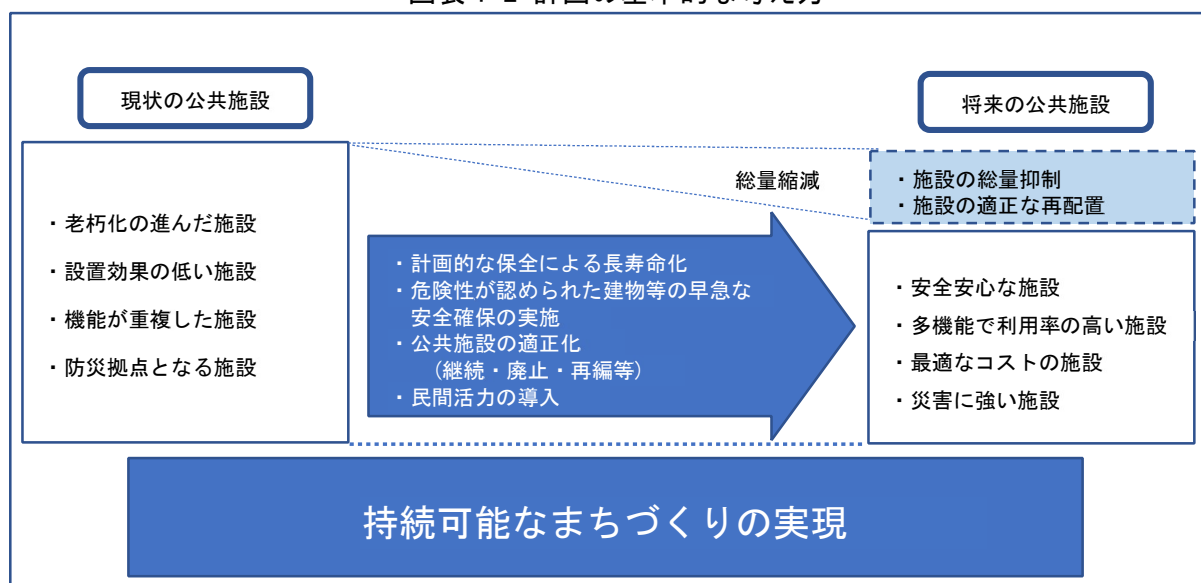 現状の公共施設
将来の公共施設
・老朽化の進んだ施設
・設置効果の低い施設
・機能が重複した施設
・防災拠点となる施設
総量縮減
・計画的な保全による長寿命化
・危険性が認められた建物等の早急な
安全確保の実施
・公共施設の適正化
（継続・廃止・再編等）
・民間活力の導入
・施設の総量抑制
・施設の適正な再配置
・安全安心な施設
・多機能で利用率の高い施設
・最適なコストの施設
・災害に強い施設
持続可能なまちづくりの実現